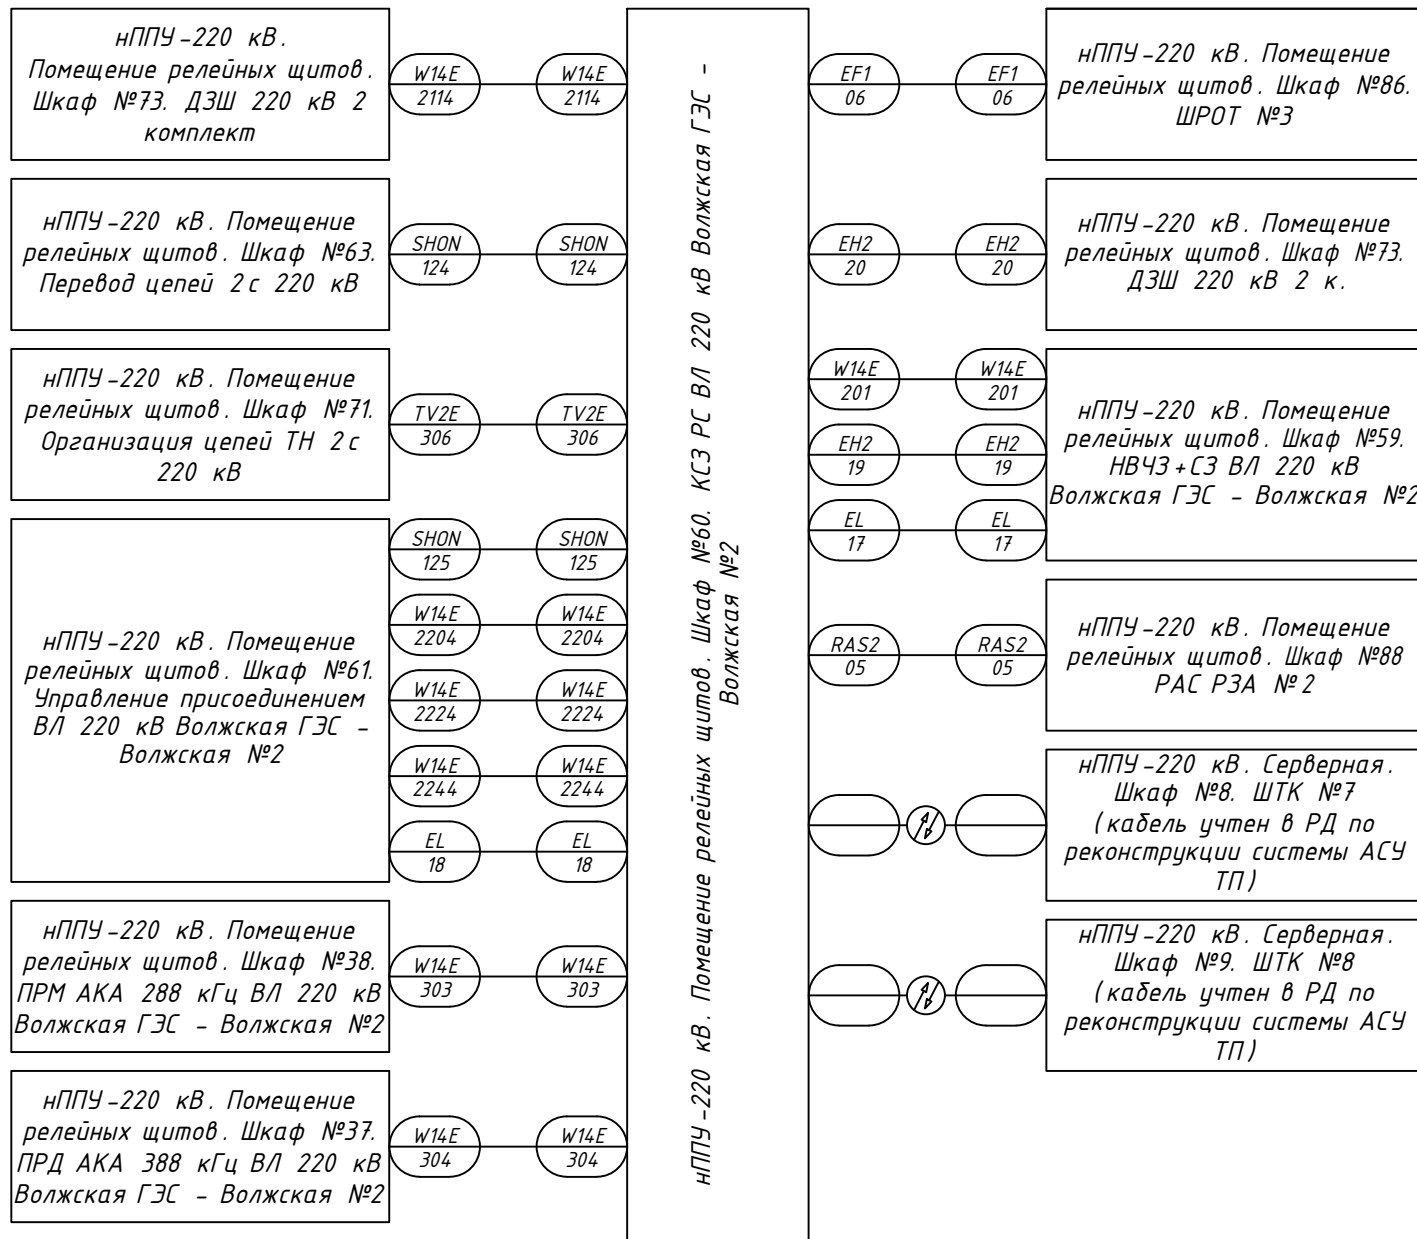 нППУ-220 кВ.
Помещение релейных щитов.
Шкаф №73. ДЗШ 220 кВ 2
комплект
W14E
2114
W14E
2114
нППУ-220 кВ. Помещение
релейных щитов. Шкаф №63.
Перевод цепей 2с 220 кВ
SHON
124
SHON
124
нППУ-220 кВ. Помещение
релейных щитов. Шкаф №71.
Организация цепей ТН 2с
220 кВ
TV2E
306
TV2E
306
нППУ-220 кВ. Помещение
релейных щитов. Шкаф №61.
Управление присоединением
ВЛ 220 кВ Волжская ГЭС -
Волжская №2
SHON
125
SHON
125
W14E
2204
W14E
2204
W14E
2224
W14E
2224
W14E
2244
W14E
2244
EL
18
EL
18
нППУ-220 кВ. Помещение
релейных щитов. Шкаф №38.
ПРМ АКА 288 кГц ВЛ 220 кВ
Волжская ГЭС - Волжская №2
W14E
303
W14E
303
нППУ-220 кВ. Помещение
релейных щитов. Шкаф №37.
ПРД АКА 388 кГц ВЛ 220 кВ
Волжская ГЭС - Волжская №2
W14E
304
W14E
304
нППУ-220 кВ. Помещение релейных щитов. Шкаф №60. КСЗ РС ВЛ 220 кВ Волжская ГЭС -
Волжская №2
EF1
06
EF1
06
нППУ-220 кВ. Помещение
релейных щитов. Шкаф №86.
ШРОТ №3
EH2
20
EH2
20
нППУ-220 кВ. Помещение
релейных щитов. Шкаф №73.
ДЗШ 220 кВ 2 к.
W14E
201
W14E
201
EH2
19
EH2
19
EL
17
EL
17
нППУ-220 кВ. Помещение
релейных щитов. Шкаф №59.
НВЧЗ+СЗ ВЛ 220 кВ
Волжская ГЭС - Волжская №2
RAS2
05
RAS2
05
нППУ-220 кВ. Помещение
релейных щитов. Шкаф №88
РАС РЗА №2
нППУ-220 кВ. Серверная.
Шкаф №8. ШТК №7
(кабель учтен в РД по
реконструкции системы АСУ
ТП)
нППУ-220 кВ. Серверная.
Шкаф №9. ШТК №8
(кабель учтен в РД по
реконструкции системы АСУ
ТП)